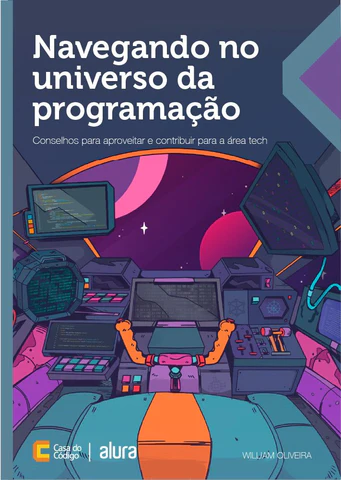 Navegando no
universo da
programação
Conselhos para aproveitar e contribuir para a área tech
Casa do
Código
alura
WILLIAM OLIVEIRA